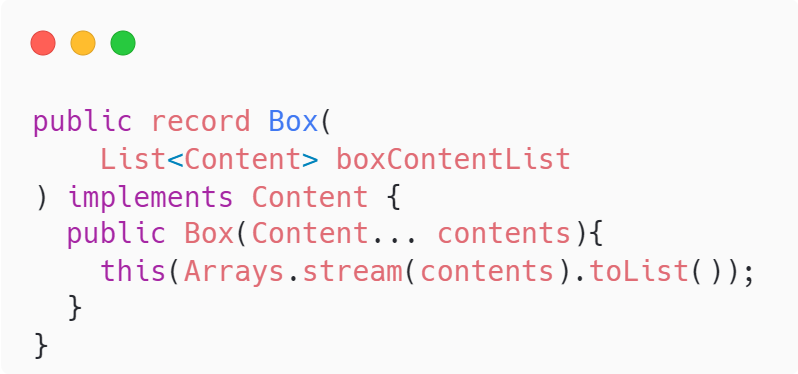 public record Box(
    List<Content> boxContentList
) implements Content {
  public Box(Content... contents){
    this(Arrays.stream(contents).toList());
  }
}